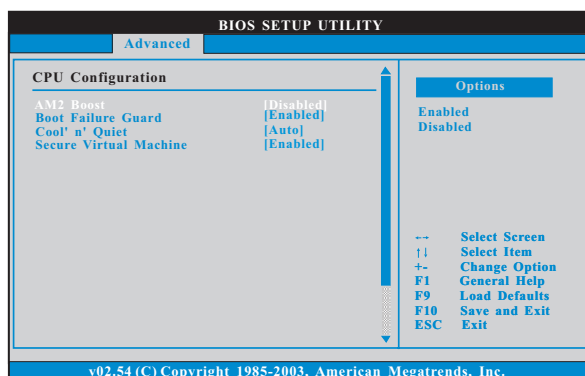 BIOS SETUP UTILITY
Advanced
CPU Configuration
AM2 Boost [Disabled]
Boot Failure Guard [Enabled]
Cool' n' Quiet [Auto]
Secure Virtual Machine [Enabled]
Options
Enabled
Disabled
←→ Select Screen
↑↓ Select Item
+- Change Option
F1 General Help
F9 Load Defaults
F10 Save and Exit
ESC Exit
v02.54 (C) Copyright 1985-2003, American Megatrends, Inc.